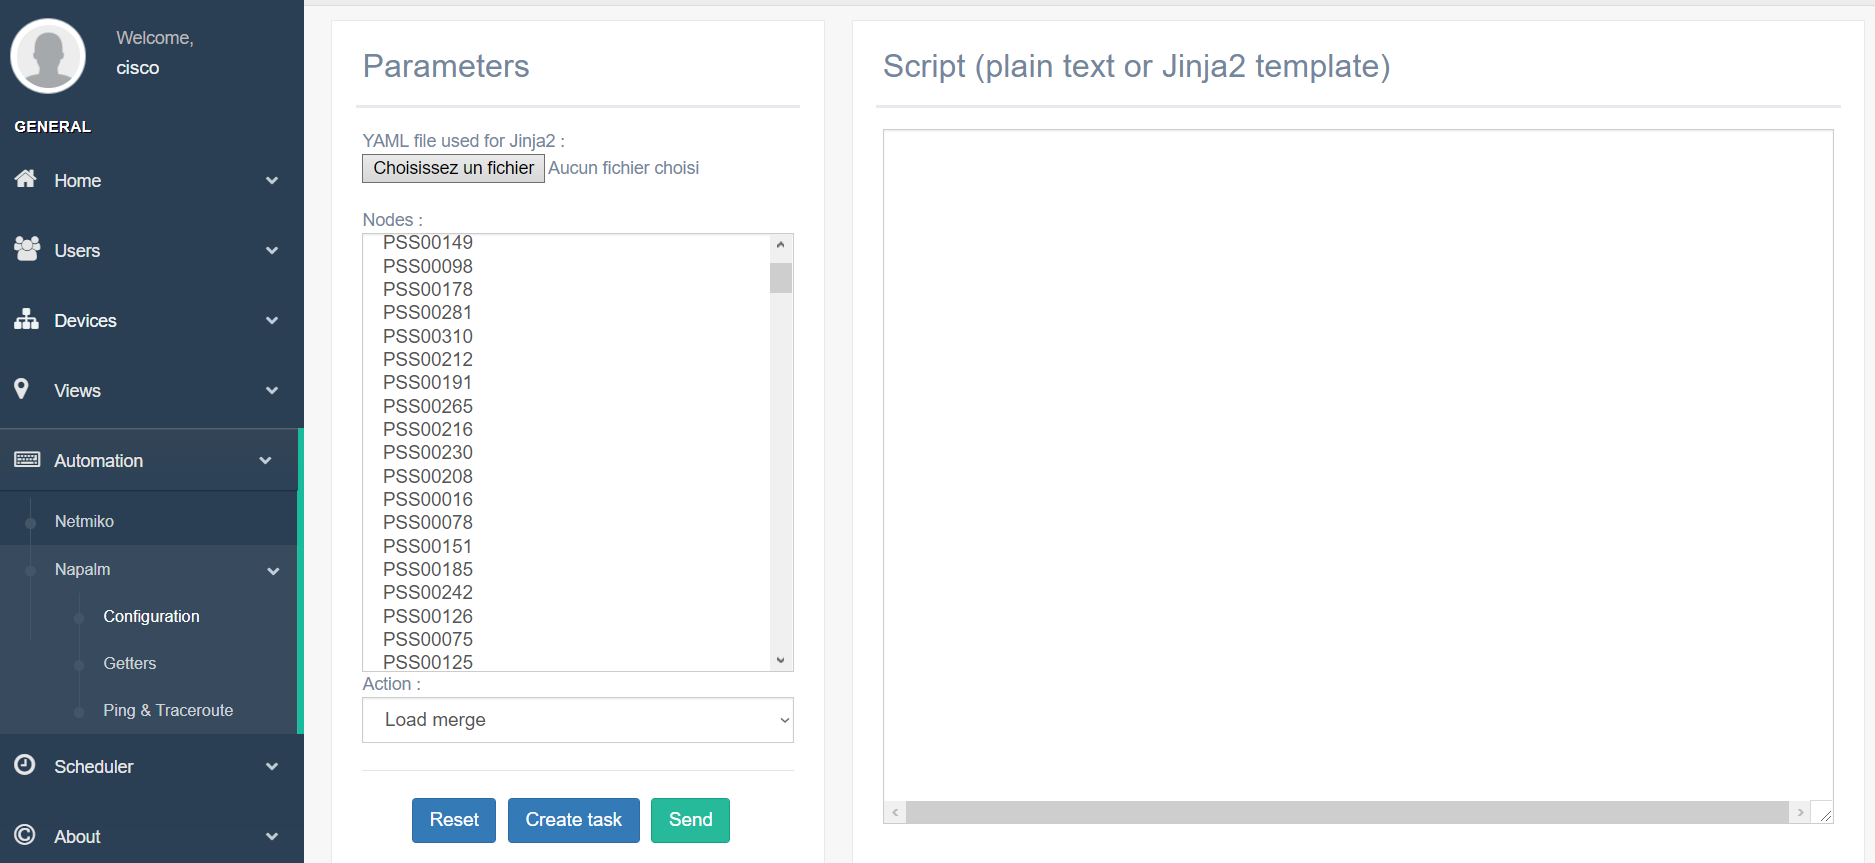 Welcome,
cisco
GENERAL
Home
Users
Devices
Views
Automation
Netmiko
Napalm
Configuration
Getters
Ping & Traceroute
Scheduler
About
Parameters
YAML file used for Jinja2 :
Choisissez un fichier Aucun fichier choisi
Nodes :
PSS00149
PSS00098
PSS00178
PSS00281
PSS00310
PSS00212
PSS00191
PSS00265
PSS00216
PSS00230
PSS00208
PSS00016
PSS00078
PSS00151
PSS00185
PSS00242
PSS00126
PSS00075
PSS00125
Action :
Load merge
Reset Create task Send
Script (plain text or Jinja2 template)